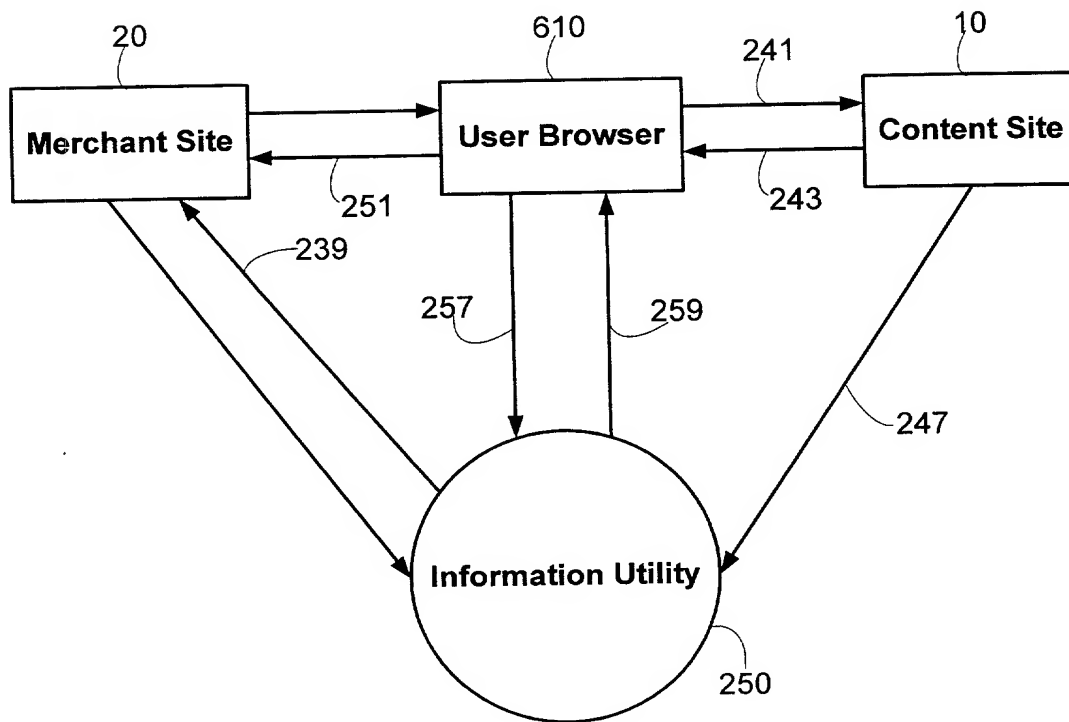 20
610
10
241
Merchant Site
User Browser
Content Site
251
243
239
257
259
247
Information Utility
250